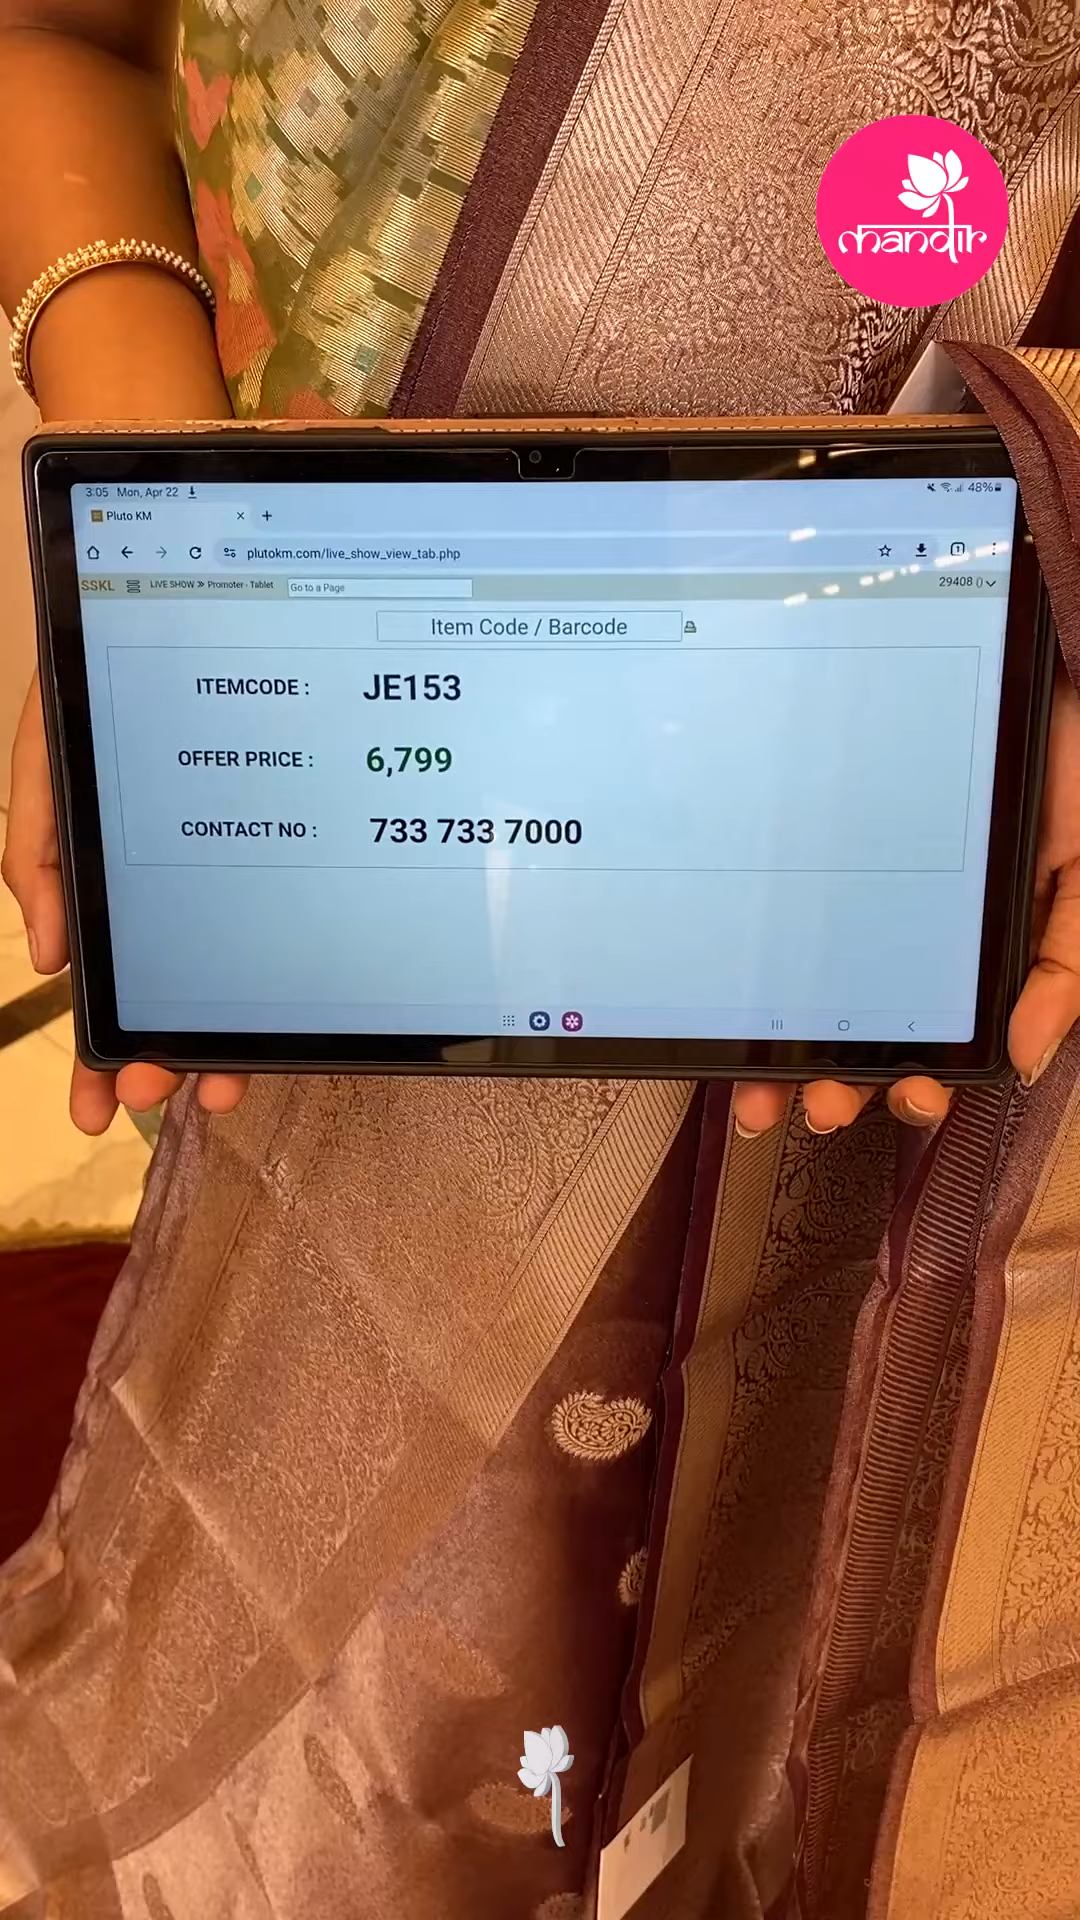 mandir
3:05 Mon, Apr 22 48%
Pluto KM
plutokm.com/live_show_view_tab.php
SSKL LIVE SHOW >> Promoter - Tablet Go to a Page 29408 ()
Item Code / Barcode
ITEMCODE : JE153
OFFER PRICE : 6,799
CONTACT NO : 733 733 7000